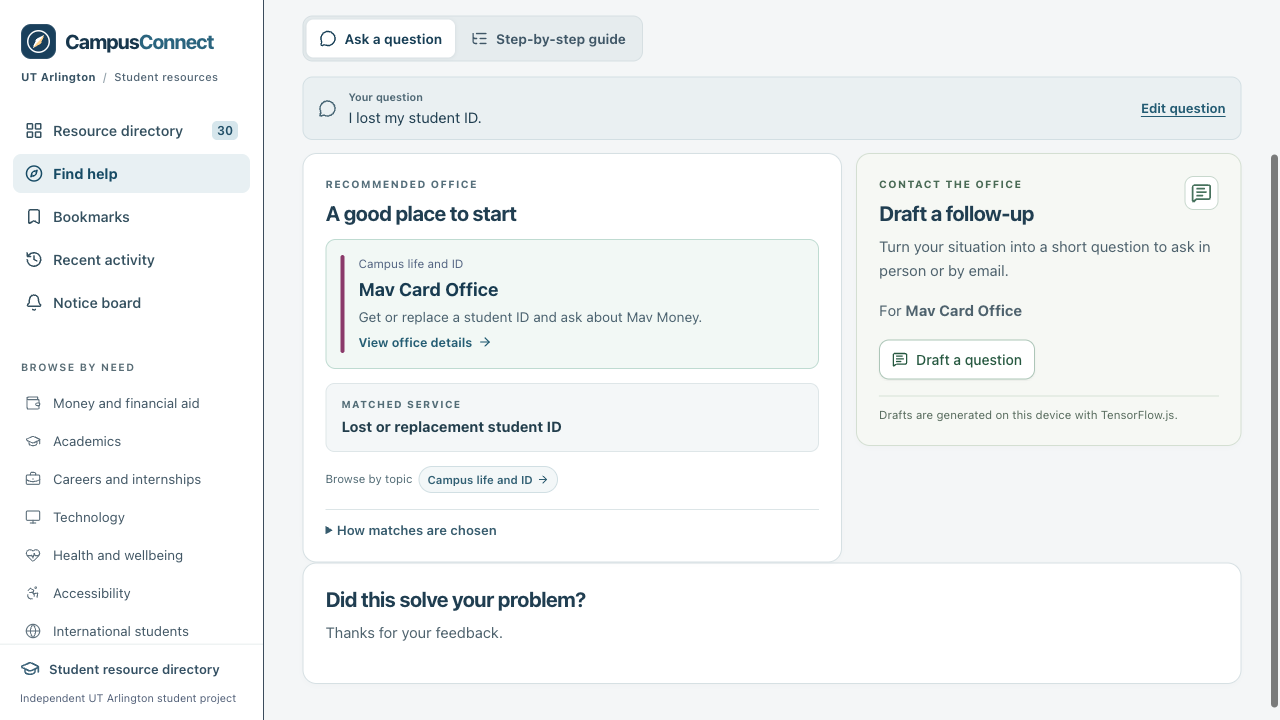 CampusConnect
UT Arlington / Student resources
Resource directory 30
Find help
Bookmarks
Recent activity
Notice board
BROWSE BY NEED
Money and financial aid
Academics
Careers and internships
Technology
Health and wellbeing
Accessibility
International students
Student resource directory
Independent UT Arlington student project
Ask a question
Step-by-step guide
Your question
I lost my student ID.
Edit question
RECOMMENDED OFFICE
A good place to start
Campus life and ID
Mav Card Office
Get or replace a student ID and ask about Mav Money.
View office details →
MATCHED SERVICE
Lost or replacement student ID
Browse by topic Campus life and ID →
How matches are chosen
CONTACT THE OFFICE
Draft a follow-up
Turn your situation into a short question to ask in
person or by email.
For Mav Card Office
Draft a question
Drafts are generated on this device with TensorFlow.js.
Did this solve your problem?
Thanks for your feedback.